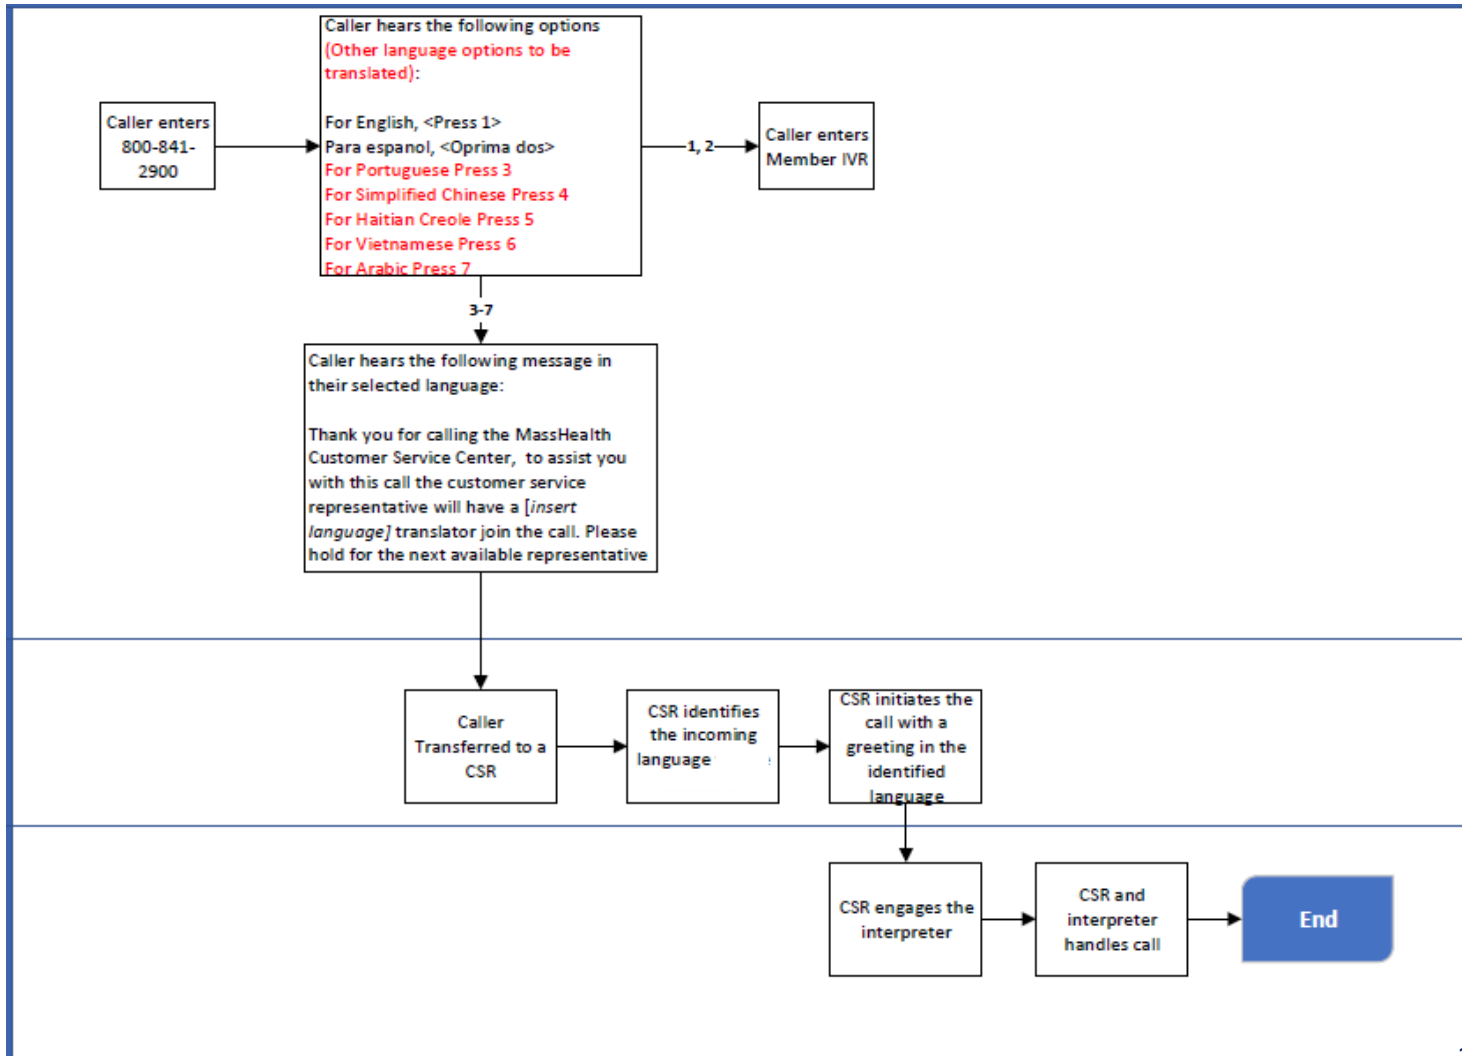 Caller hears the following options
(Other language options to be
translated):
For English, <Press 1>
Para espanol, <Oprima dos>
For Portuguese Press 3
For Simplified Chinese Press 4
For Haitian Creole Press 5
For Vietnamese Press 6
For Arabic Press 7
Caller enters
800-841-
2900
1, 2
Caller enters
Member IVR
3-7
Caller hears the following message in
their selected language:
Thank you for calling the MassHealth
Customer Service Center,  to assist you
with this call the customer service
representative will have a [insert
language] translator join the call. Please
hold for the next available representative
Caller
Transferred to a
CSR
CSR identifies
the incoming
language
CSR initiates the
call with a
greeting in the
identified
language
CSR engages the
interpreter
CSR and
interpreter
handles call
End